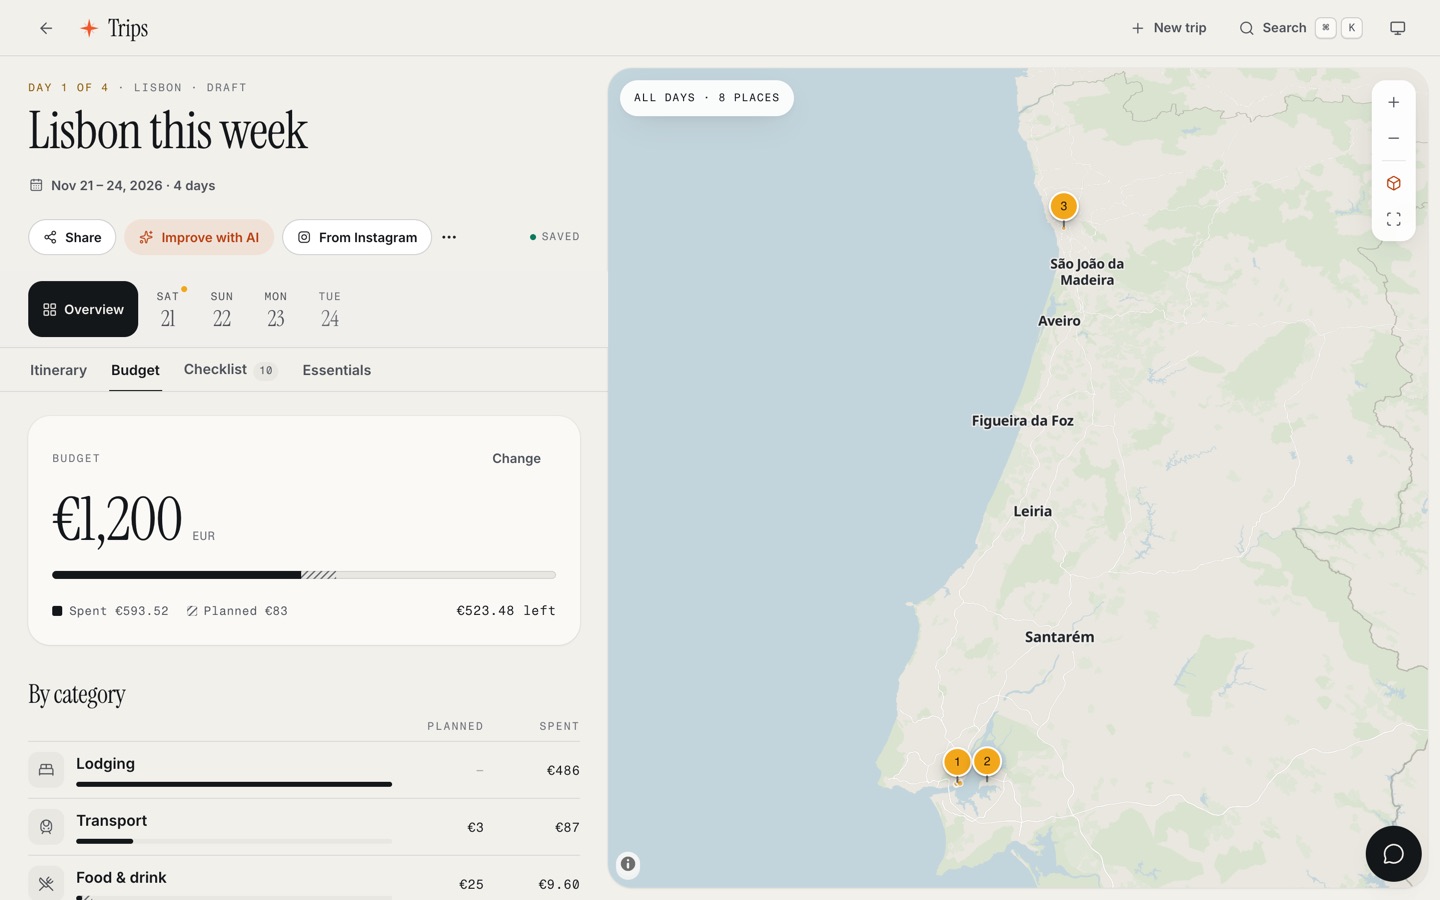 Trips
New trip
Search ⌘ K
DAY 1 OF 4 · LISBON · DRAFT
Lisbon this week
Nov 21 – 24, 2026 · 4 days
Share
Improve with AI
From Instagram
SAVED
Overview
SAT 21
SUN 22
MON 23
TUE 24
Itinerary
Budget
Checklist 10
Essentials
BUDGET
Change
€1,200 EUR
Spent €593.52
Planned €83
€523.48 left
By category
PLANNED SPENT
Lodging – €486
Transport €3 €87
Food & drink €25 €9.60
ALL DAYS · 8 PLACES
3
São João da
Madeira
Aveiro
Figueira da Foz
Leiria
Santarém
1 2